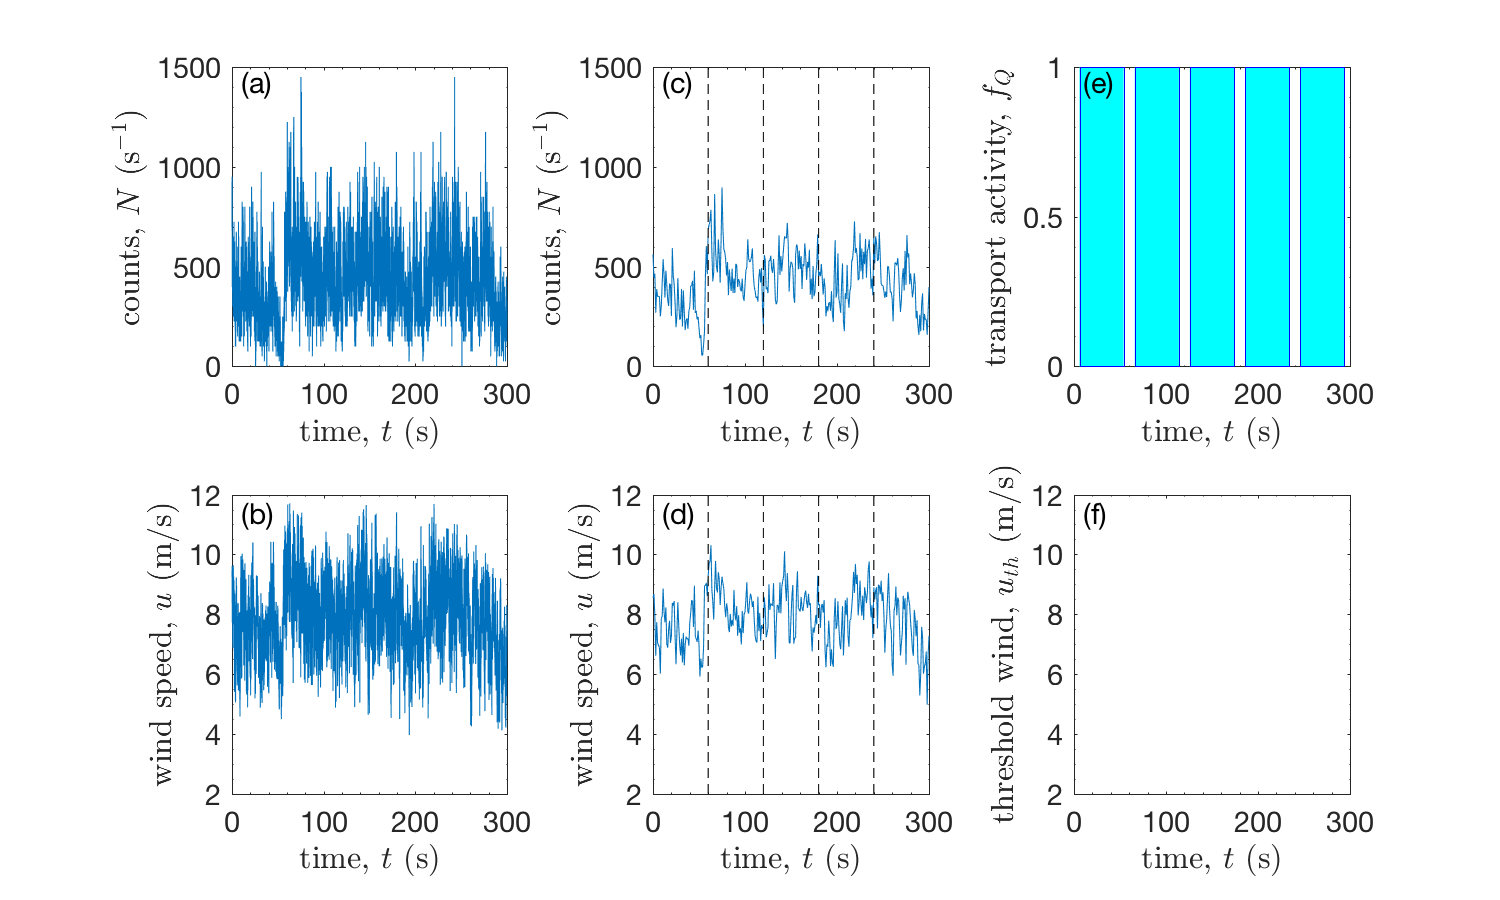 (a)
1500
1000
500
0
counts, N (s⁻¹)
0 100 200 300
time, t (s)
(c)
1500
1000
500
0
counts, N (s⁻¹)
0 100 200 300
time, t (s)
(e)
1
0.5
0
transport activity, f_Q
0 100 200 300
time, t (s)
(b)
12
10
8
6
4
2
wind speed, u (m/s)
0 100 200 300
time, t (s)
(d)
12
10
8
6
4
2
wind speed, u (m/s)
0 100 200 300
time, t (s)
(f)
12
10
8
6
4
2
threshold wind, u_th (m/s)
0 100 200 300
time, t (s)